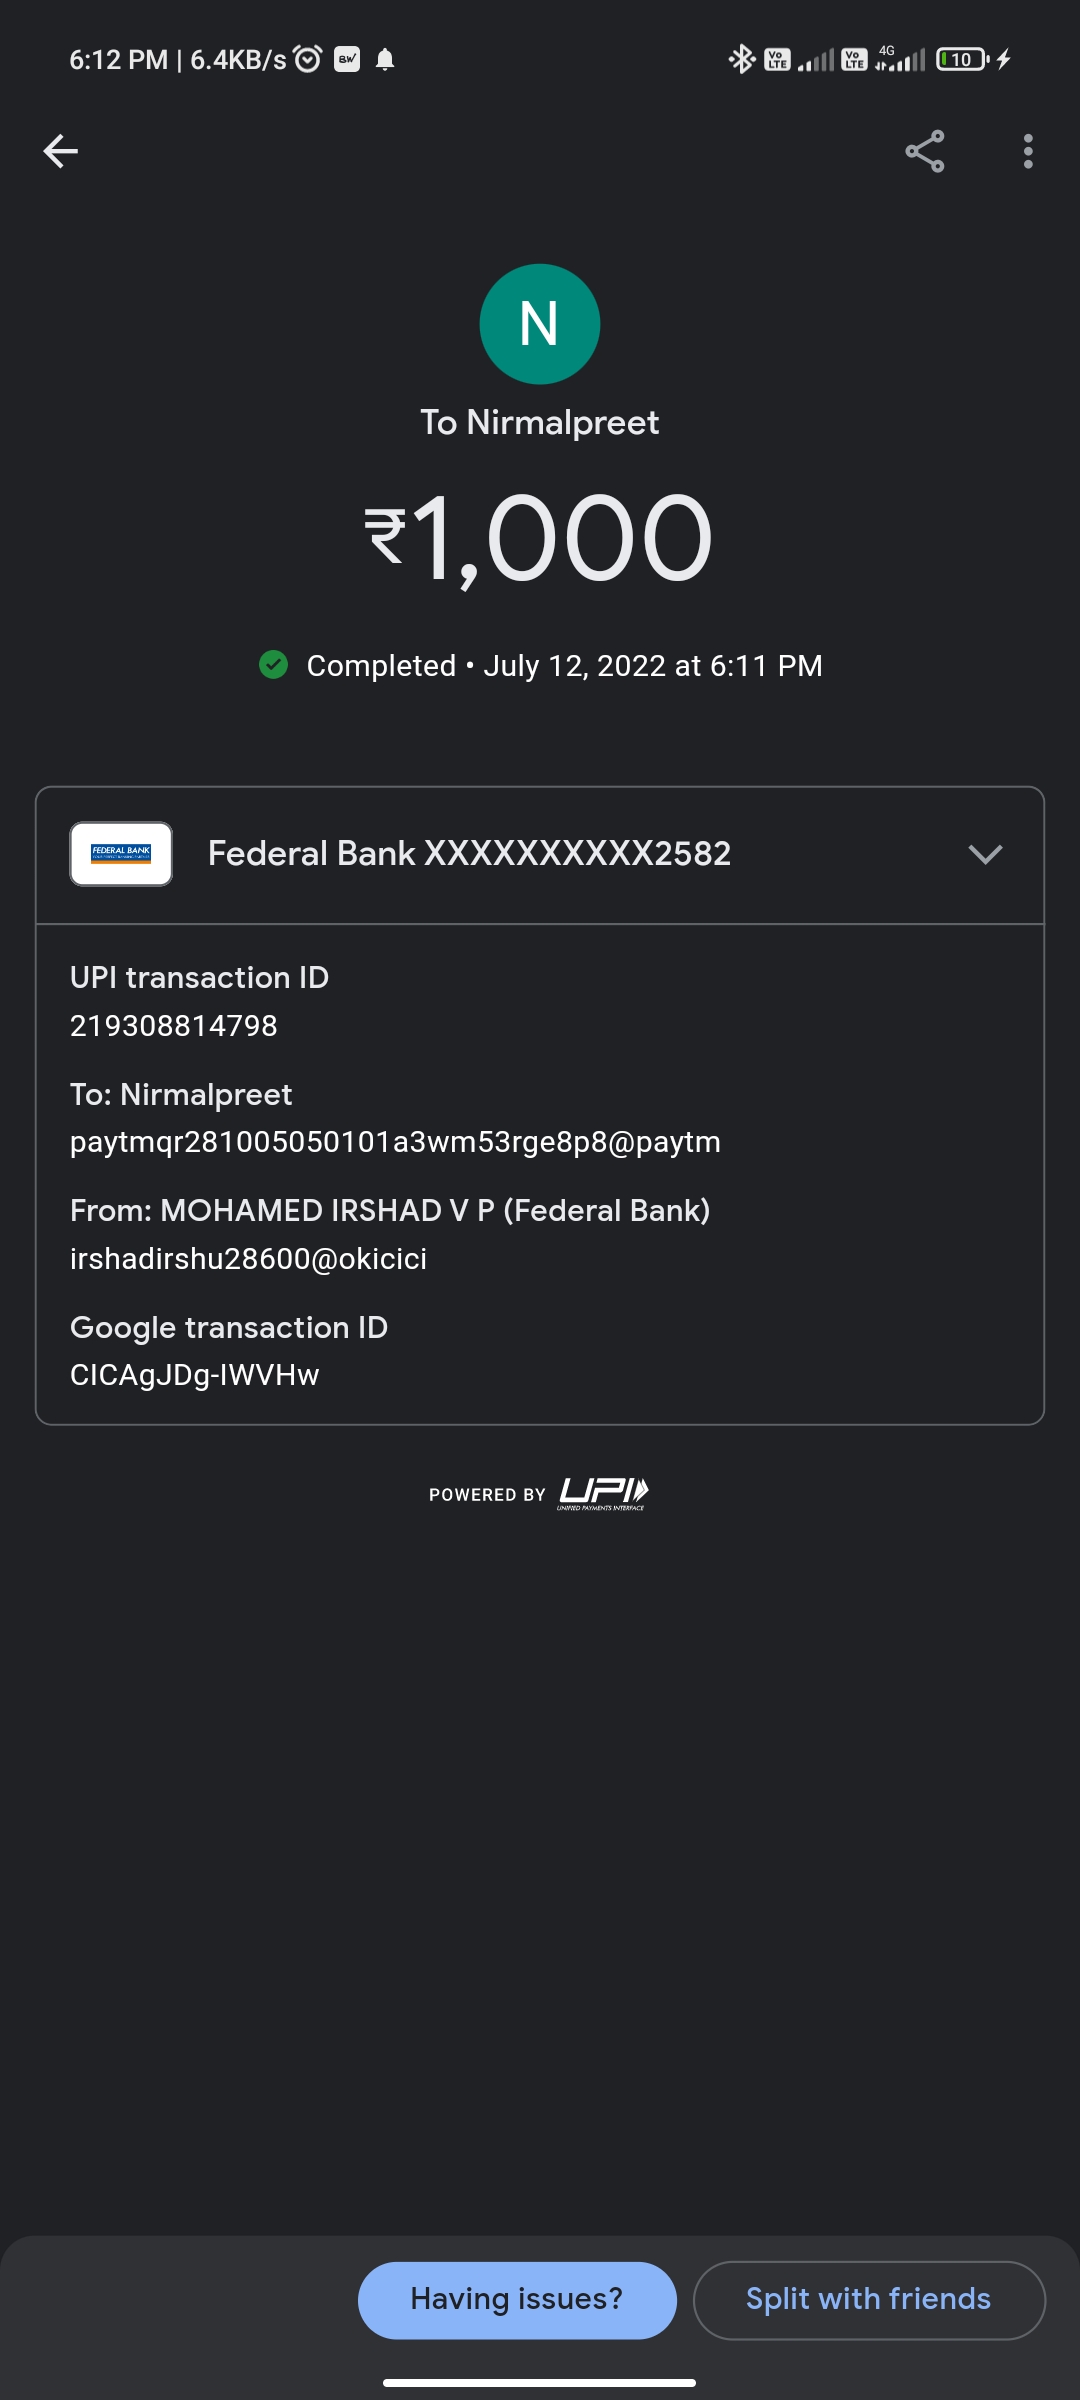 6:12 PM | 6.4KB/s BW Vo LTE Vo LTE 4G 10
N
To Nirmalpreet
₹1,000
Completed • July 12, 2022 at 6:11 PM
FEDERAL BANK
Federal Bank XXXXXXXXXX2582
UPI transaction ID
219308814798
To: Nirmalpreet
paytmqr281005050101a3wm53rge8p8@paytm
From: MOHAMED IRSHAD V P (Federal Bank)
irshadirshu28600@okicici
Google transaction ID
CICAgJDg-IWVHw
POWERED BY UPI
UNIFIED PAYMENTS INTERFACE
Having issues? Split with friends